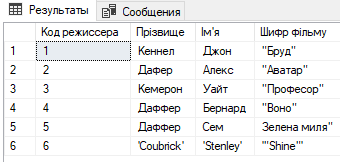 Результаты Сообщения
Код режиссера Прізвище Ім'я Шифр фільму
1 1 Кеннел Джон "Бруд"
2 2 Дафер Алекс "Аватар"
3 3 Кемерон Уайт "Професор"
4 4 Даффер Бернард "Воно"
5 5 Даффер Сем Зелена миля"
6 6 'Coubrick' 'Stenley' '"Shine"'